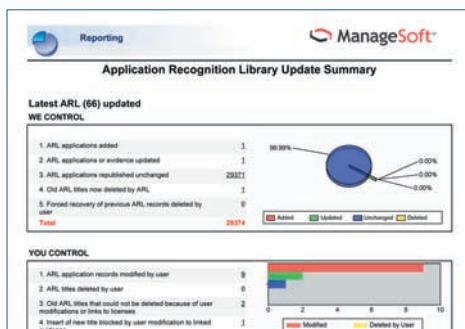 Reporting
ManageSoft
Application Recognition Library Update Summary
Latest ARL (66) updated
WE CONTROL
1. ARL applications added 1
2. ARL applications or evidence updated 1
3. ARL applications republished unchanged 29371
4. Old ARL titles now deleted by ARL 1
5. Forced recovery of previous ARL records deleted by user 0
Total 29374
99.99%
0.00%
0.00%
0.00%
Added Updated Unchanged Deleted
YOU CONTROL
1. ARL application records modified by user 9
2. ARL titles deleted by user 0
3. Old ARL titles that could not be deleted because of user modifications or links to licenses 2
4. Insert of new title blocked by user modification to linked 1
0 2 4 6 8 10
Modified Deleted by User